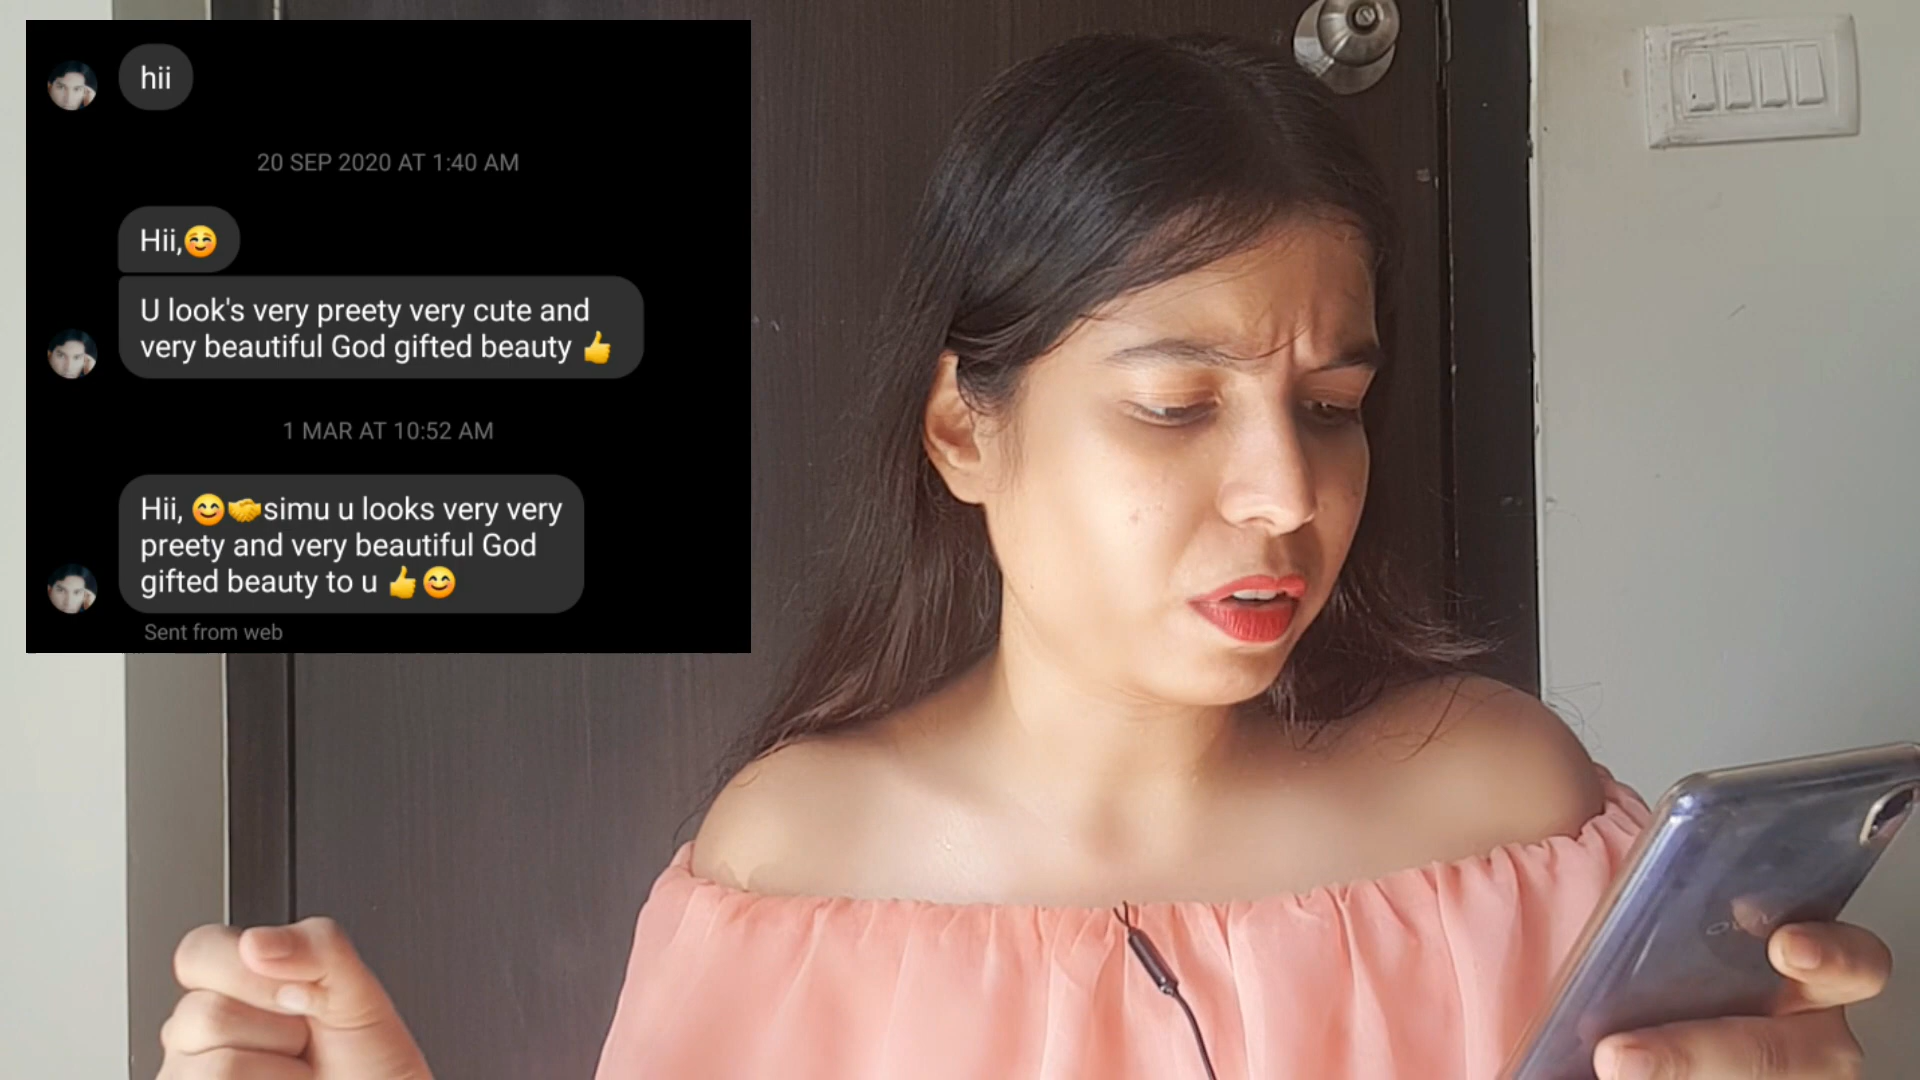 hii
20 SEP 2020 AT 1:40 AM
Hii,☺️
U look's very preety very cute and
very beautiful God gifted beauty 👍
1 MAR AT 10:52 AM
Hii, 😊🤝simu u looks very very
preety and very beautiful God
gifted beauty to u 👍😊
Sent from web